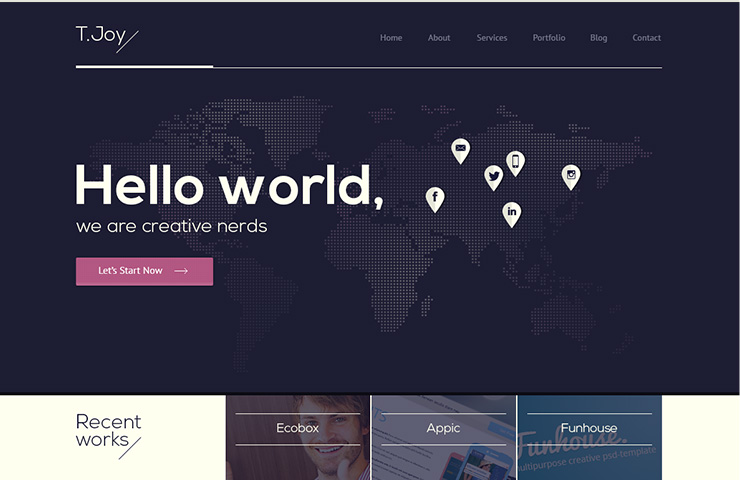 T.Joy
Home About Services Portfolio Blog Contact
Hello world,
we are creative nerds
Let's Start Now
f
in
Recent
works
Ecobox
Appic
Funhouse
Funhouse.
multipurpose creative psd-template